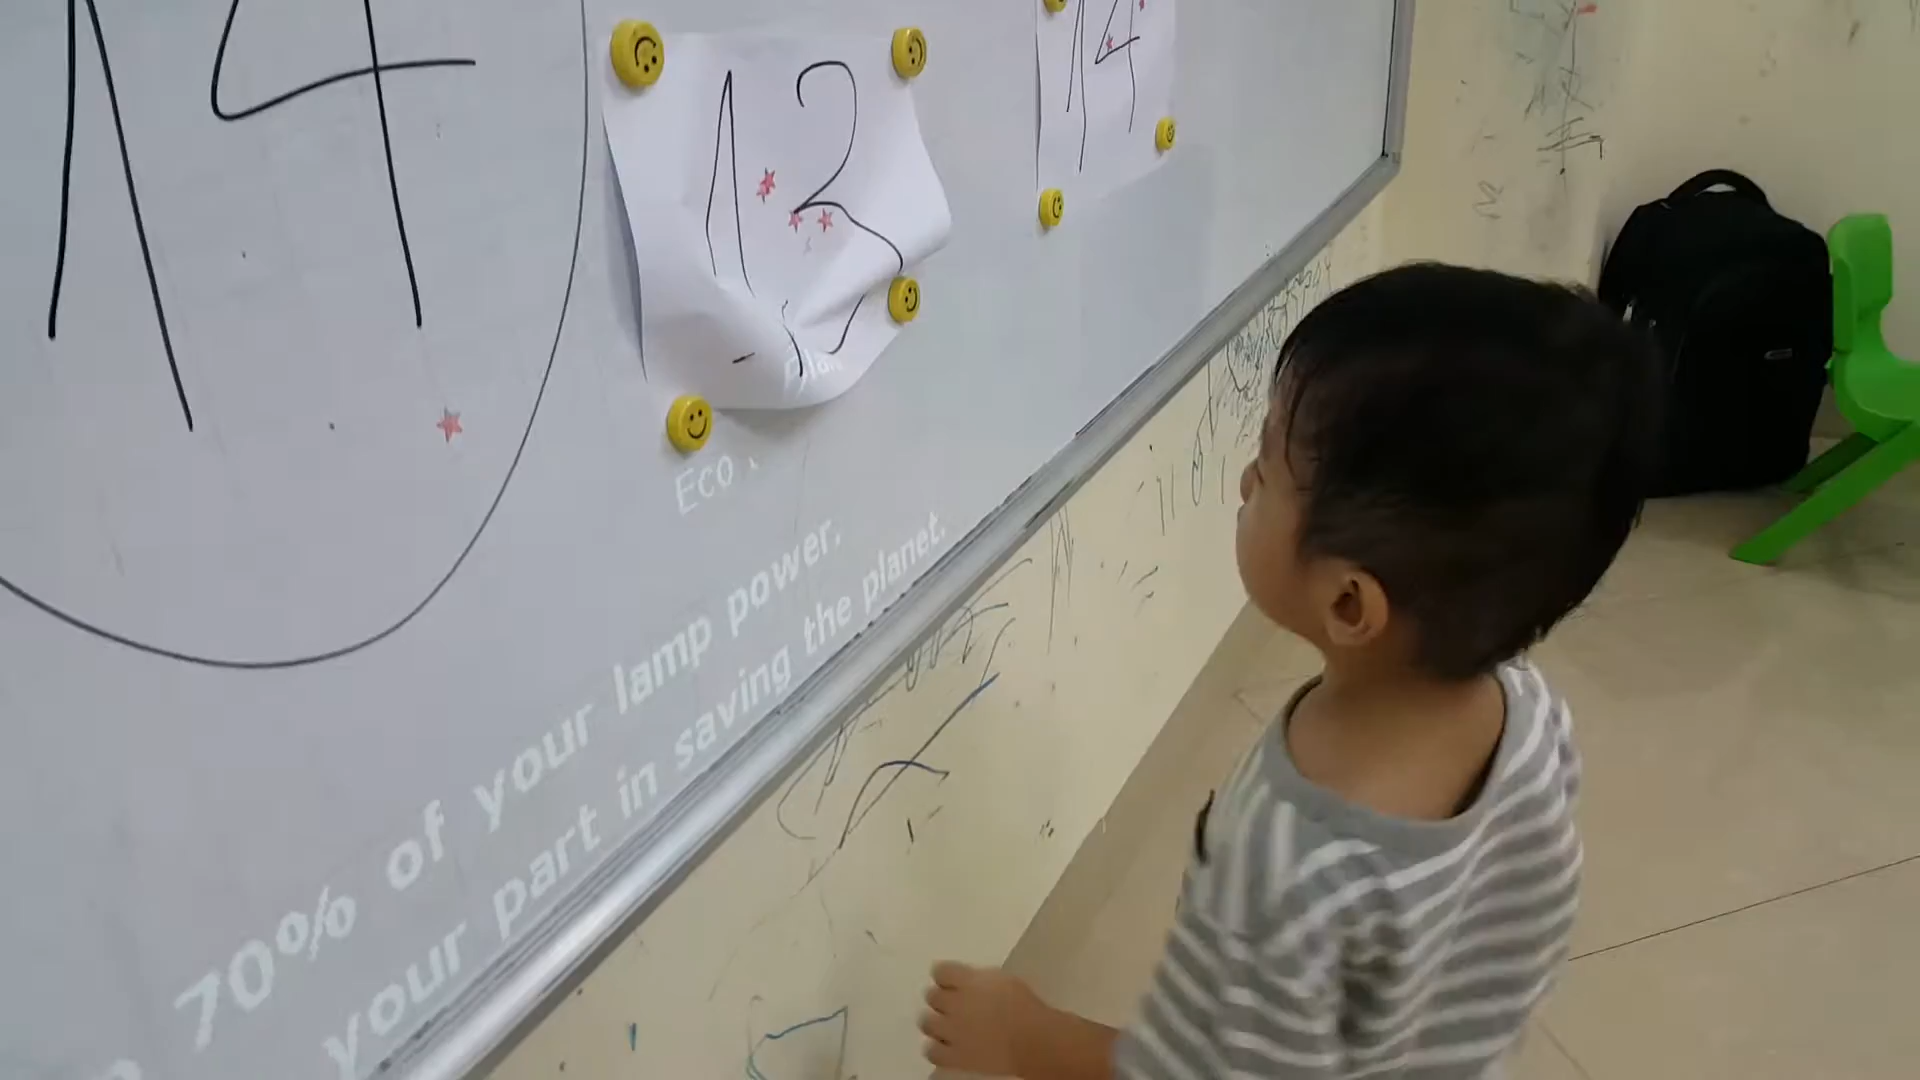 14
13
14
Eco
70% of your lamp power.
your part in saving the planet.